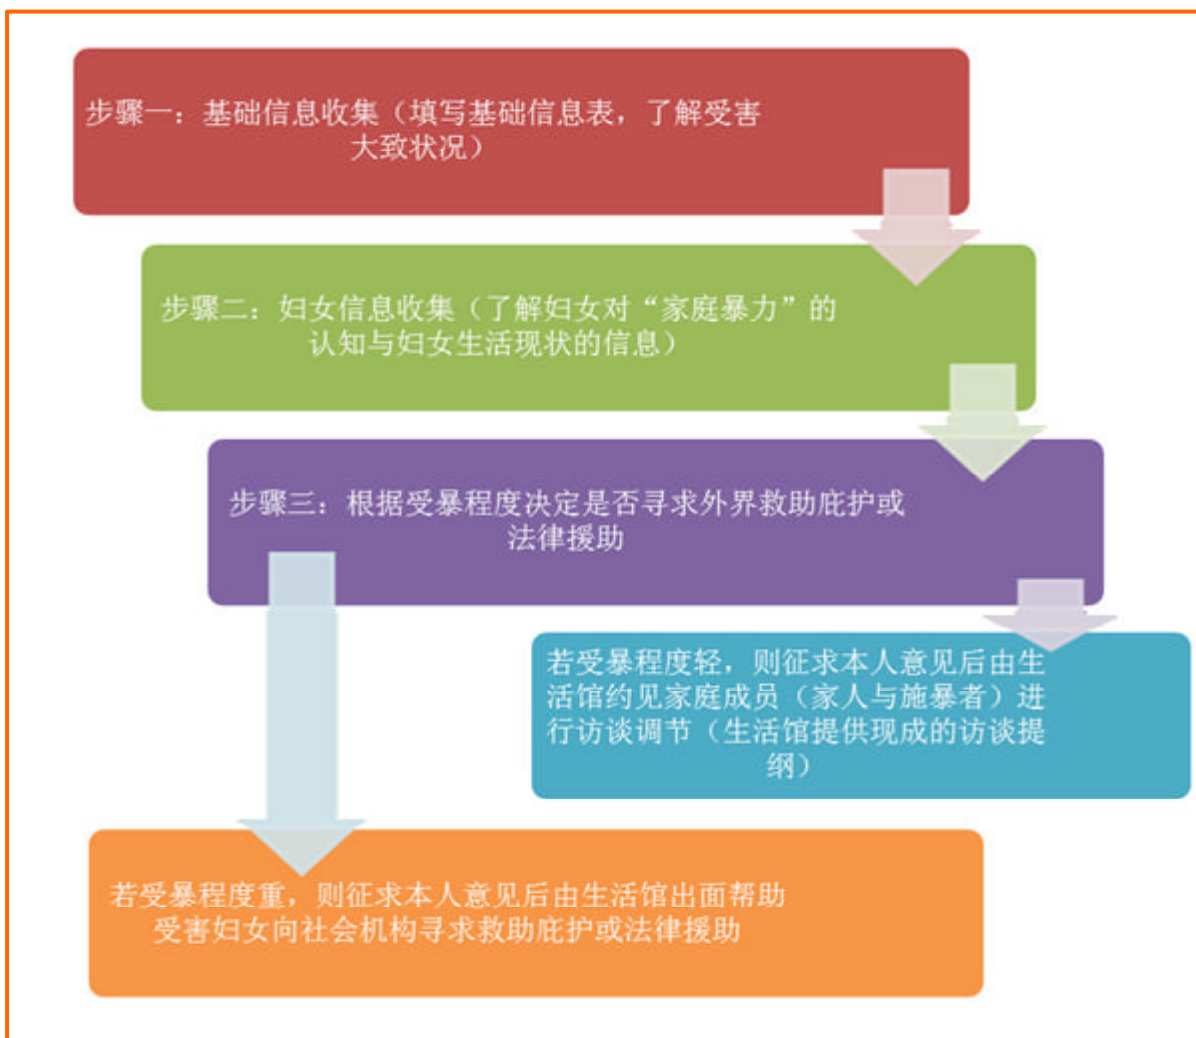 步骤一：基础信息收集（填写基础信息表，了解受害
大致状况）
步骤二：妇女信息收集（了解妇女对“家庭暴力”的
认知与妇女生活现状的信息）
步骤三：根据受暴程度决定是否寻求外界救助庇护或
法律援助
若受暴程度轻，则征求本人意见后由生
活馆约见家庭成员（家人与施暴者）进
行访谈调节（生活馆提供现成的访谈提
纲）
若受暴程度重，则征求本人意见后由生活馆出面帮助
受害妇女向社会机构寻求救助庇护或法律援助